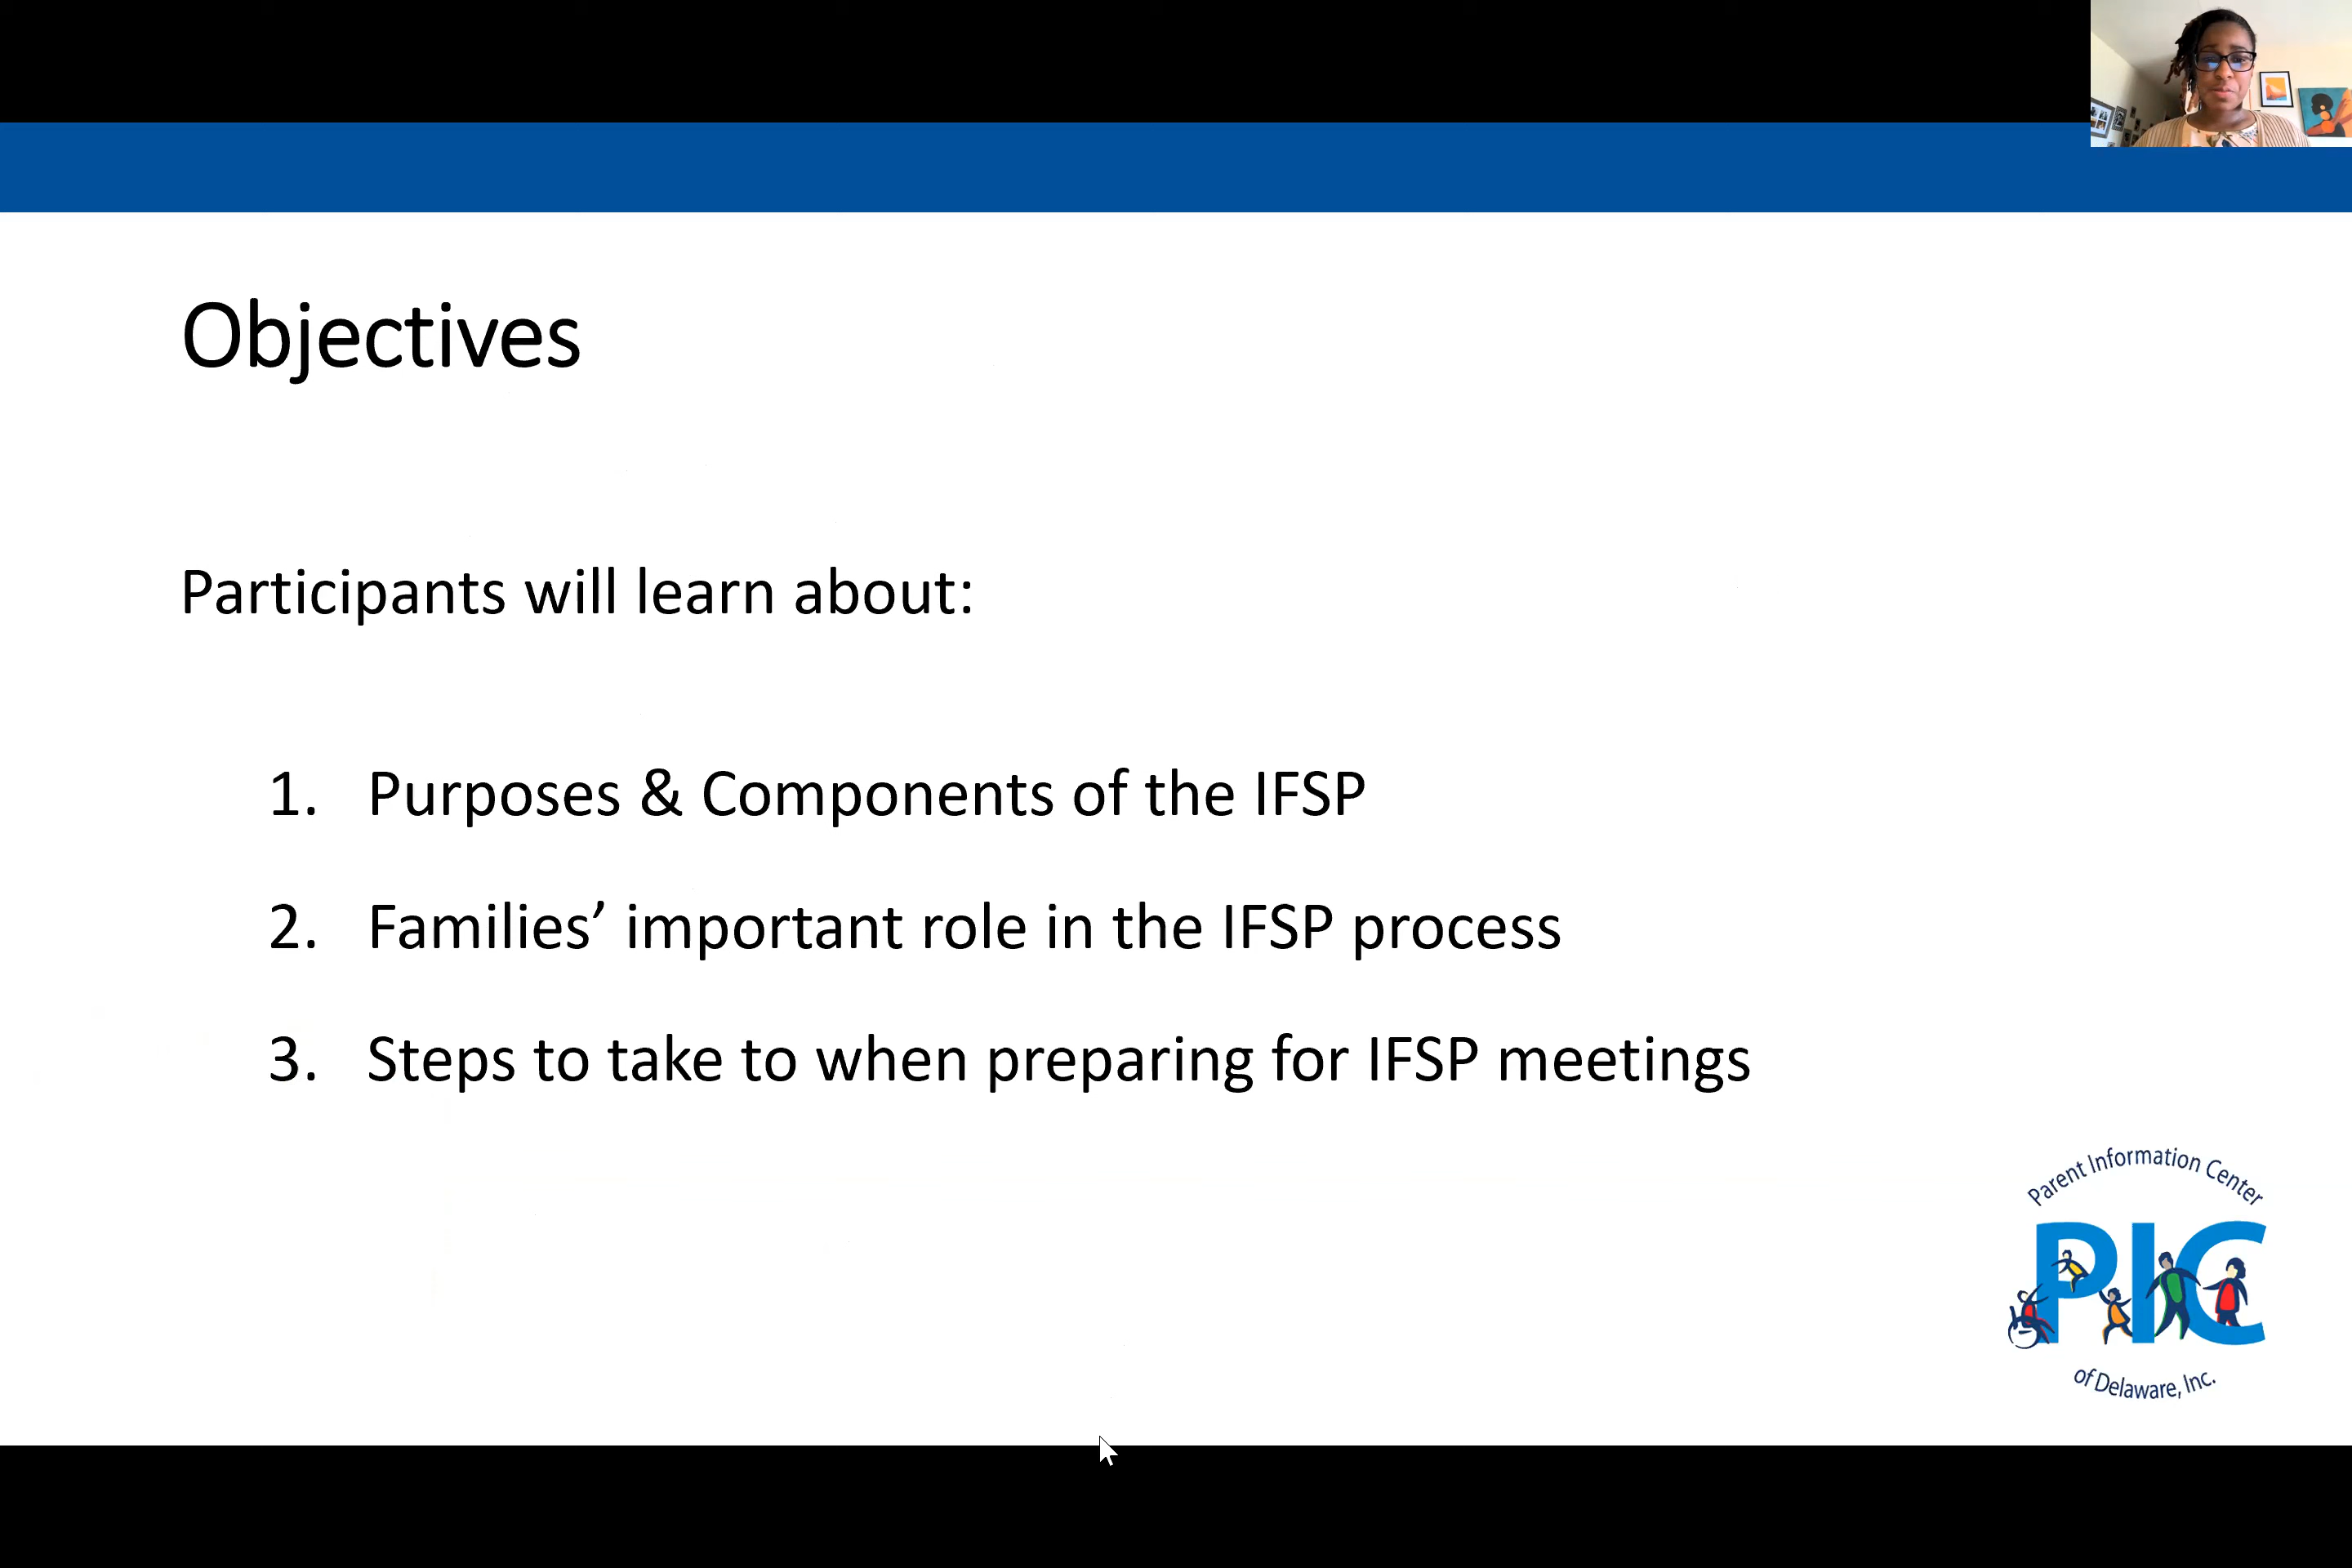 Objectives
Participants will learn about:
1. Purposes & Components of the IFSP
2. Families’ important role in the IFSP process
3. Steps to take to when preparing for IFSP meetings
Parent Information Center
PIC
of Delaware, Inc.